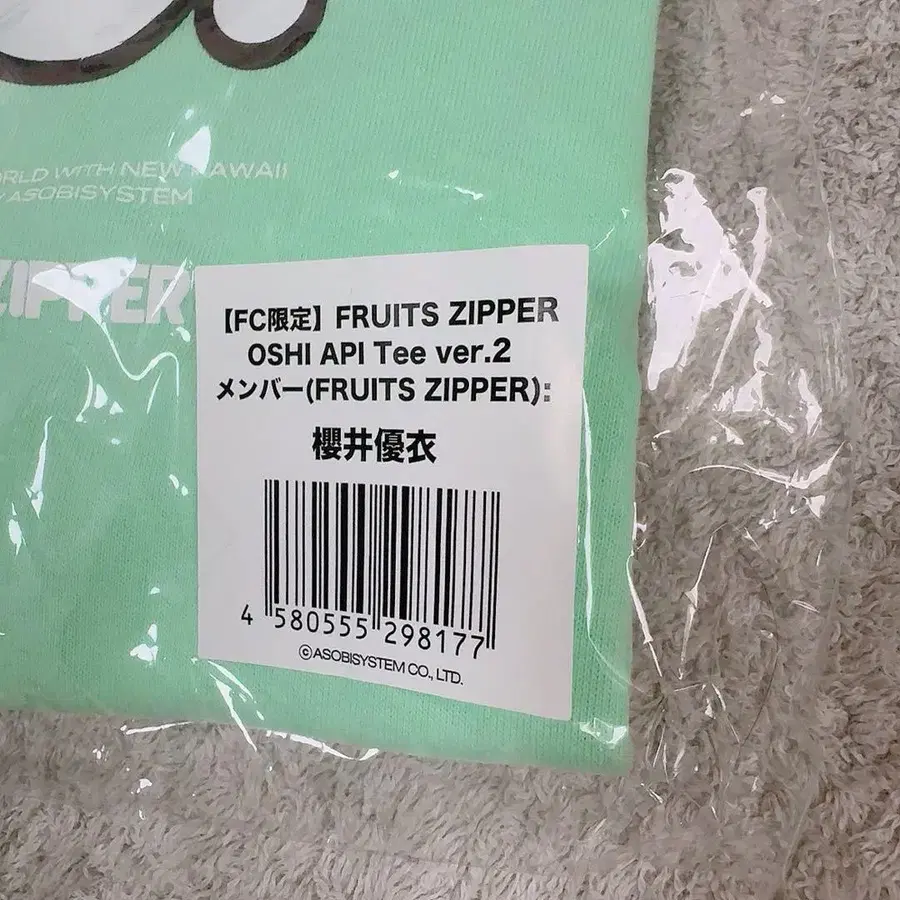 RLD WITH NEW KAWAII
ASOBISYSTEM
ZIPPER
【FC限定】FRUITS ZIPPER
OSHI API Tee ver.2
メンバー(FRUITS ZIPPER):
櫻井優衣
4 580555 298177
©ASOBISYSTEM CO., LTD.